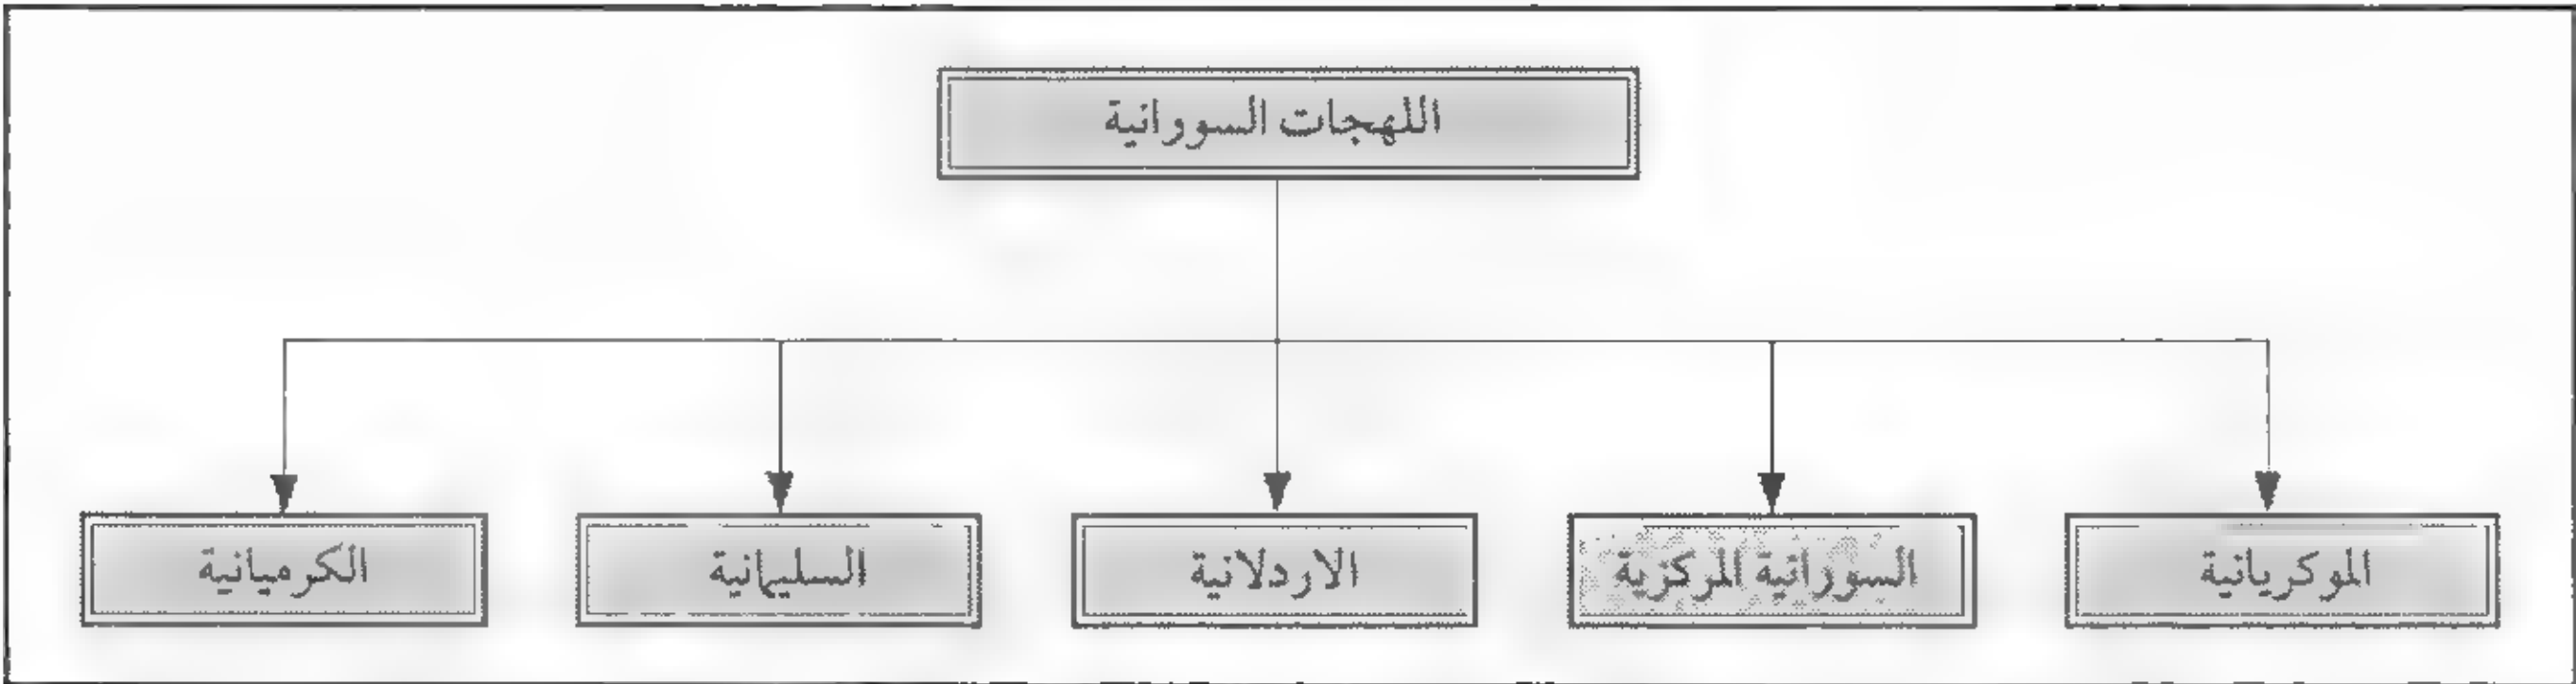 اللهجات السورانية
الموكريانية
السورانية المركزية
الاردلانية
السليمانية
الكرميانية